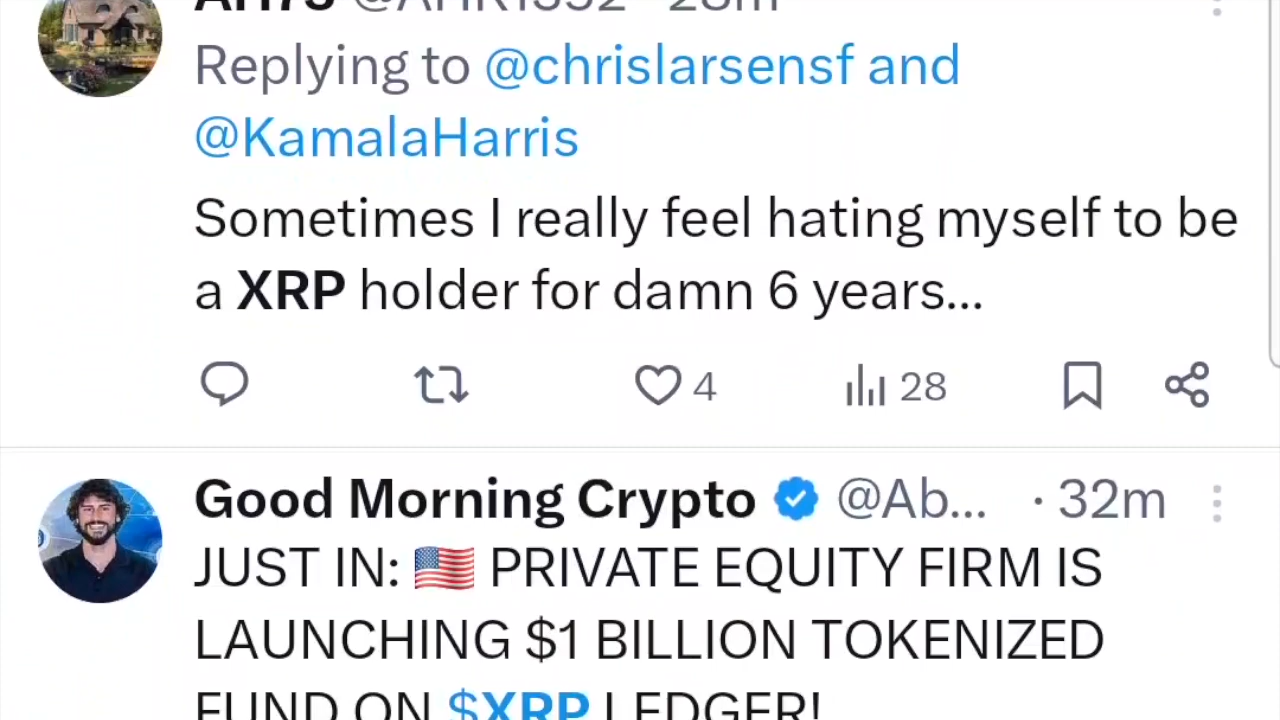 Replying to @chrislarsensf and
@KamalaHarris
Sometimes I really feel hating myself to be
a XRP holder for damn 6 years...
4 28
Good Morning Crypto @Ab... · 32m
JUST IN: 🇺🇸 PRIVATE EQUITY FIRM IS
LAUNCHING $1 BILLION TOKENIZED
FUND ON $XRP LEDGER!